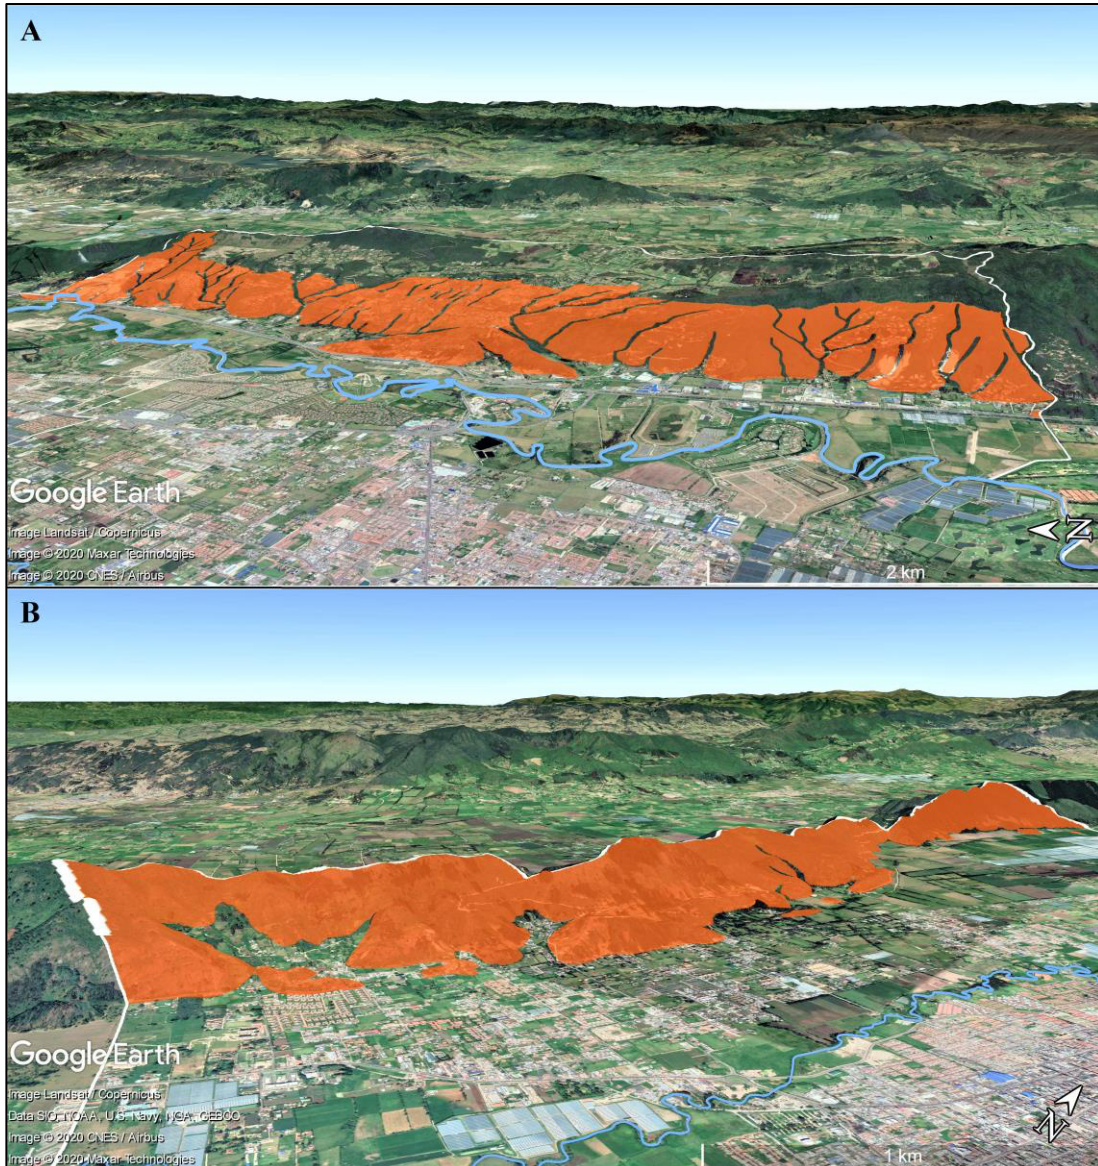 A
Google Earth
Image Landsat / Copernicus
Image © 2020 Maxar Technologies
Image © 2020 CNES / Airbus
N
2 km
B
Google Earth
Image Landsat / Copernicus
Data SIO, NOAA, U.S. Navy, NGA, GEBCO
Image © 2020 CNES / Airbus
Image © 2020 Maxar Technologies
N
1 km